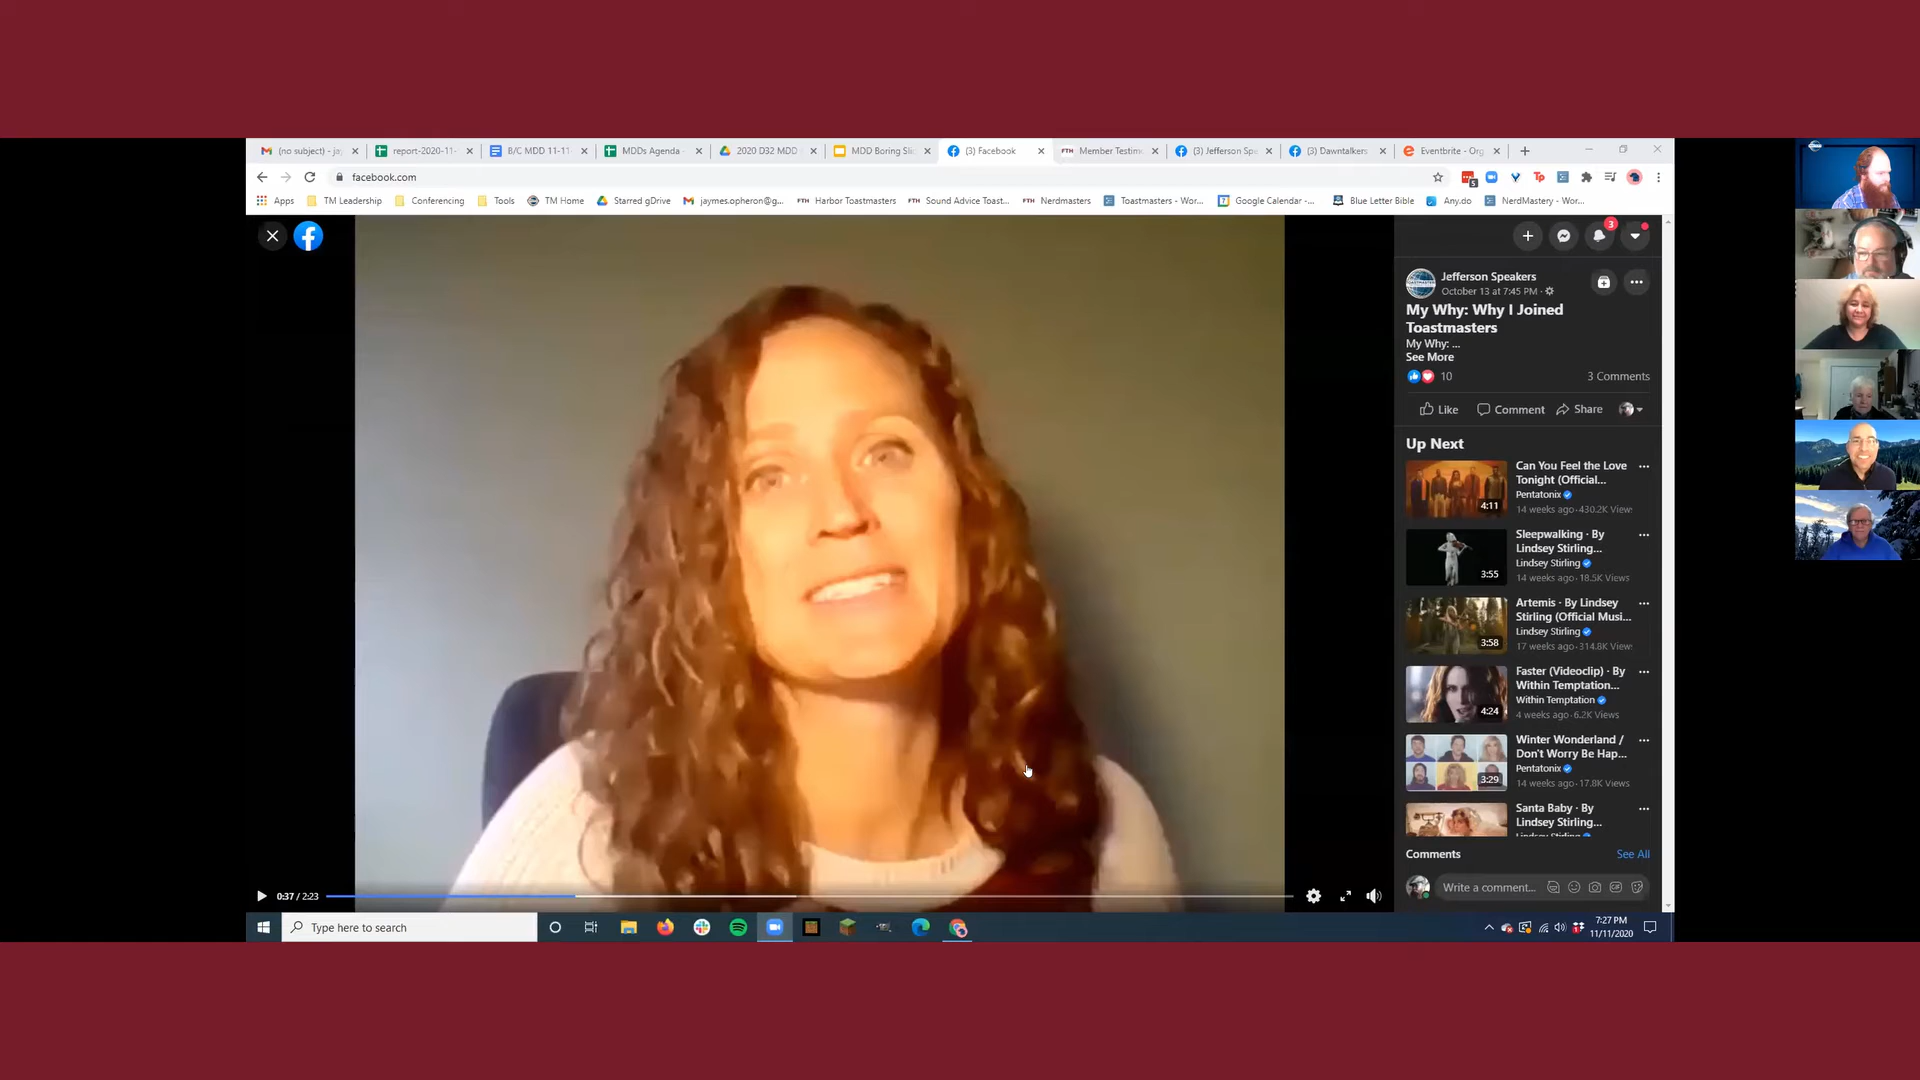 (no subject) - ja
report-2020-11-
B/C MDD 11-11-
MDDs Agenda -
2020 D32 MDD
MDD Boring Slid
(3) Facebook
Member Testim
(3) Jefferson Spe
(3) Dawntalkers
Eventbrite - Org
facebook.com
5
Apps
TM Leadership
Conferencing
Tools
TM Home
Starred gDrive
jaymes.opheron@g...
FTH Harbor Toastmasters
FTH Sound Advice Toast...
FTH Nerdmasters
Toastmasters - Wor...
Google Calendar -...
Blue Letter Bible
Any.do
NerdMastery - Wor...
3
Jefferson Speakers
October 13 at 7:45 PM ·
My Why: Why I Joined
Toastmasters
My Why: ...
See More
10
3 Comments
Like
Comment
Share
Up Next
Can You Feel the Love
Tonight (Official...
Pentatonix
14 weeks ago · 430.2K Views
4:11
Sleepwalking - By
Lindsey Stirling...
Lindsey Stirling
14 weeks ago · 18.5K Views
3:55
Artemis - By Lindsey
Stirling (Official Musi...
Lindsey Stirling
17 weeks ago · 314.8K Views
3:58
Faster (Videoclip) - By
Within Temptation...
Within Temptation
4 weeks ago · 6.2K Views
4:24
Winter Wonderland /
Don't Worry Be Hap...
Pentatonix
14 weeks ago · 17.8K Views
3:29
Santa Baby - By
Lindsey Stirling...
Lindsey Stirling
Comments
See All
Write a comment...
0:37 / 2:23
Type here to search
7:27 PM
11/11/2020